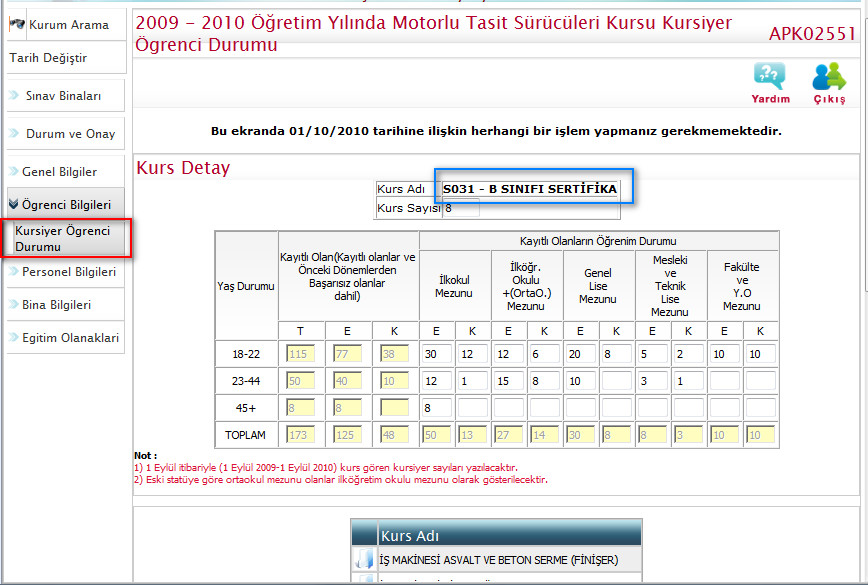 Kurum Arama
Tarih Değiştir
Sınav Binaları
Durum ve Onay
Genel Bilgiler
Ögrenci Bilgileri
Kursiyer Ögrenci
Durumu
Personel Bilgileri
Bina Bilgileri
Egitim Olanaklari
2009 - 2010 Öğretim Yılında Motorlu Tasit Sürücüleri Kursu Kursiyer
Ögrenci Durumu
APK02551
Yardım
Çıkış
Bu ekranda 01/10/2010 tarihine ilişkin herhangi bir işlem yapmanız gerekmemektedir.
Kurs Detay
Kurs Adı S031 - B SINIFI SERTİFİKA
Kurs Sayısı 8
Yaş Durumu
Kayıtlı Olan(Kayıtlı olanlar ve
Önceki Dönemlerden
Başarısız olanlar
dahil)
Kayıtlı Olanların Öğrenim Durumu
İlkokul
Mezunu
İlköğr.
Okulu
+(OrtaO.)
Mezunu
Genel
Lise
Mezunu
Mesleki
ve
Teknik
Lise
Mezunu
Fakülte
ve
Y.O
Mezunu
T E K E K E K E K E K E K
18-22 115 77 38 30 12 12 6 20 8 5 2 10 10
23-44 50 40 10 12 1 15 8 10 3 1
45+ 8 8 8
TOPLAM 173 125 48 50 13 27 14 30 8 8 3 10 10
Not :
1) 1 Eylül itibariyle (1 Eylül 2009-1 Eylül 2010) kurs gören kursiyer sayıları yazılacaktır.
2) Eski statüye göre ortaokul mezunu olanlar ilköğretim okulu mezunu olarak gösterilecektir.
Kurs Adı
İŞ MAKİNESİ ASVALT VE BETON SERME (FİNİŞER)